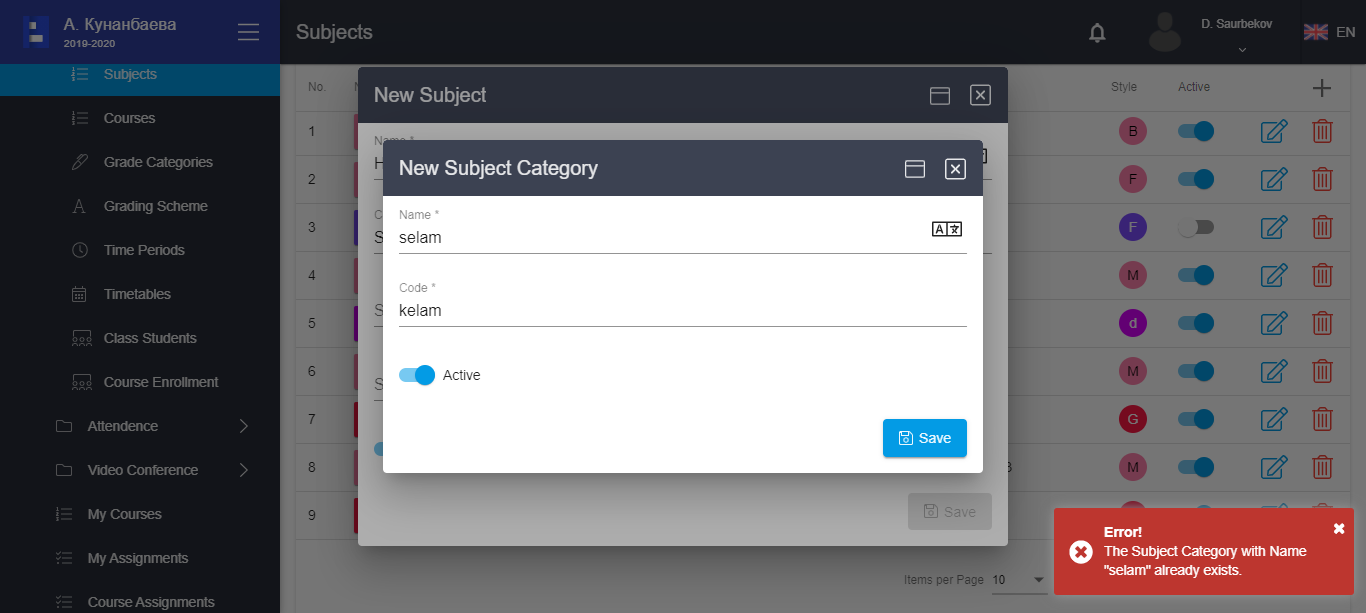 А. Кунанбаева
2019-2020
Subjects
Courses
Grade Categories
Grading Scheme
Time Periods
Timetables
Class Students
Course Enrollment
Attendence
Video Conference
My Courses
My Assignments
Course Assignments
Subjects
D. Saurbekov
EN
No.
Style
Active
1
B
2
F
3
F
4
M
5
d
6
M
7
G
8
M
9
New Subject
Name *
New Subject Category
Name *
selam
Code *
kelam
Active
Save
Save
Items per Page 10
Error!
The Subject Category with Name
"selam" already exists.